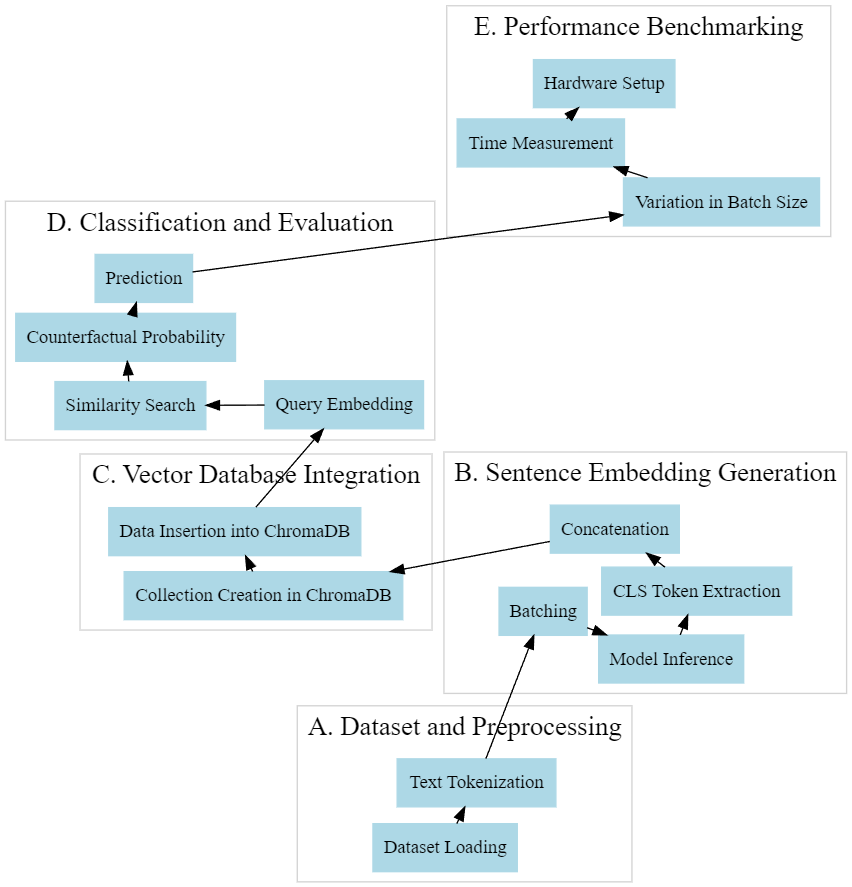 E. Performance Benchmarking
Hardware Setup
Time Measurement
Variation in Batch Size
D. Classification and Evaluation
Prediction
Counterfactual Probability
Similarity Search
Query Embedding
C. Vector Database Integration
Data Insertion into ChromaDB
Collection Creation in ChromaDB
B. Sentence Embedding Generation
Concatenation
CLS Token Extraction
Batching
Model Inference
A. Dataset and Preprocessing
Text Tokenization
Dataset Loading